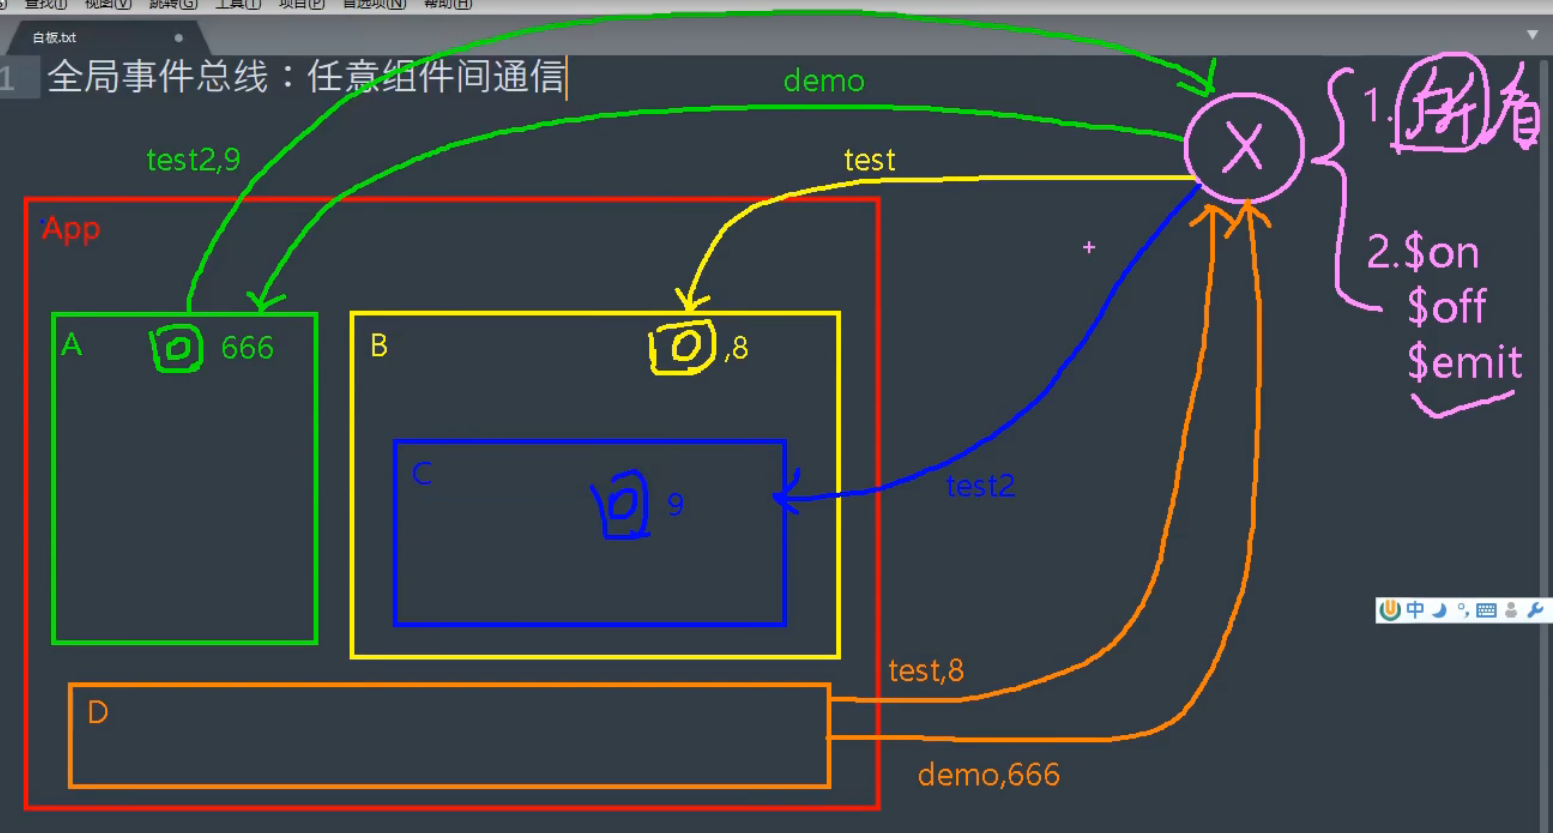 查找(I) 视图(V) 跳转(G) 工具(T) 项目(P) 首选项(N) 帮助(H)
白板.txt
1 全局事件总线：任意组件间通信
demo
test2,9
test
X
1.所 看
App
2.$on
$off
$emit
A 666
B ,8
C 9
test2
中
test,8
D
demo,666